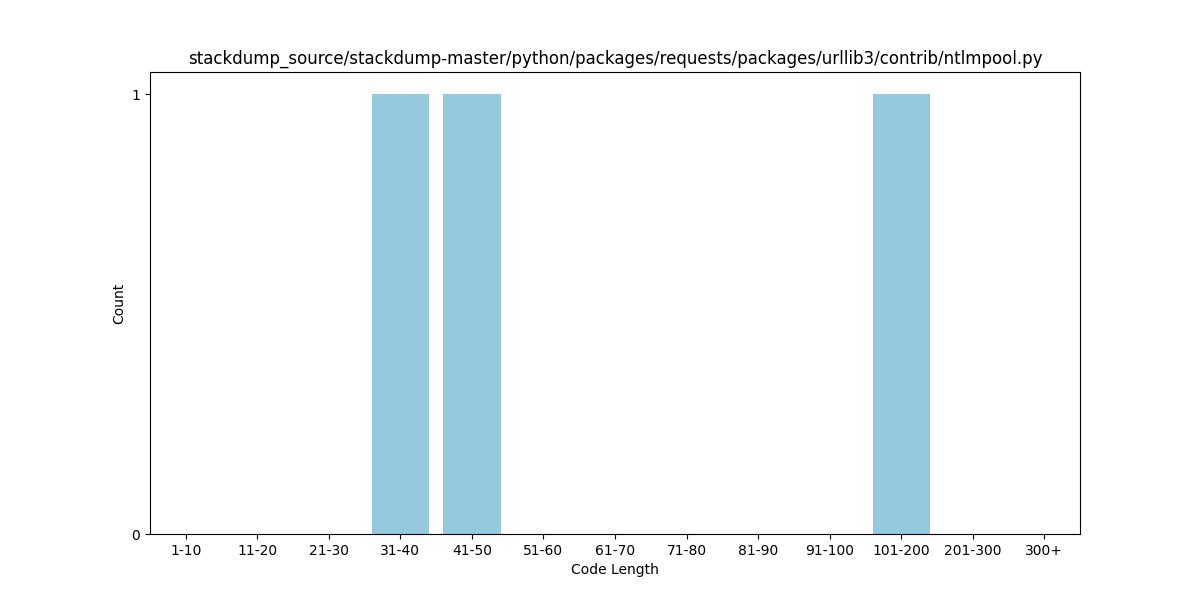 stackdump_source/stackdump-master/python/packages/requests/packages/urllib3/contrib/ntlmpool.py
1
Count
0
1-10 11-20 21-30 31-40 41-50 51-60 61-70 71-80 81-90 91-100 101-200 201-300 300+
Code Length